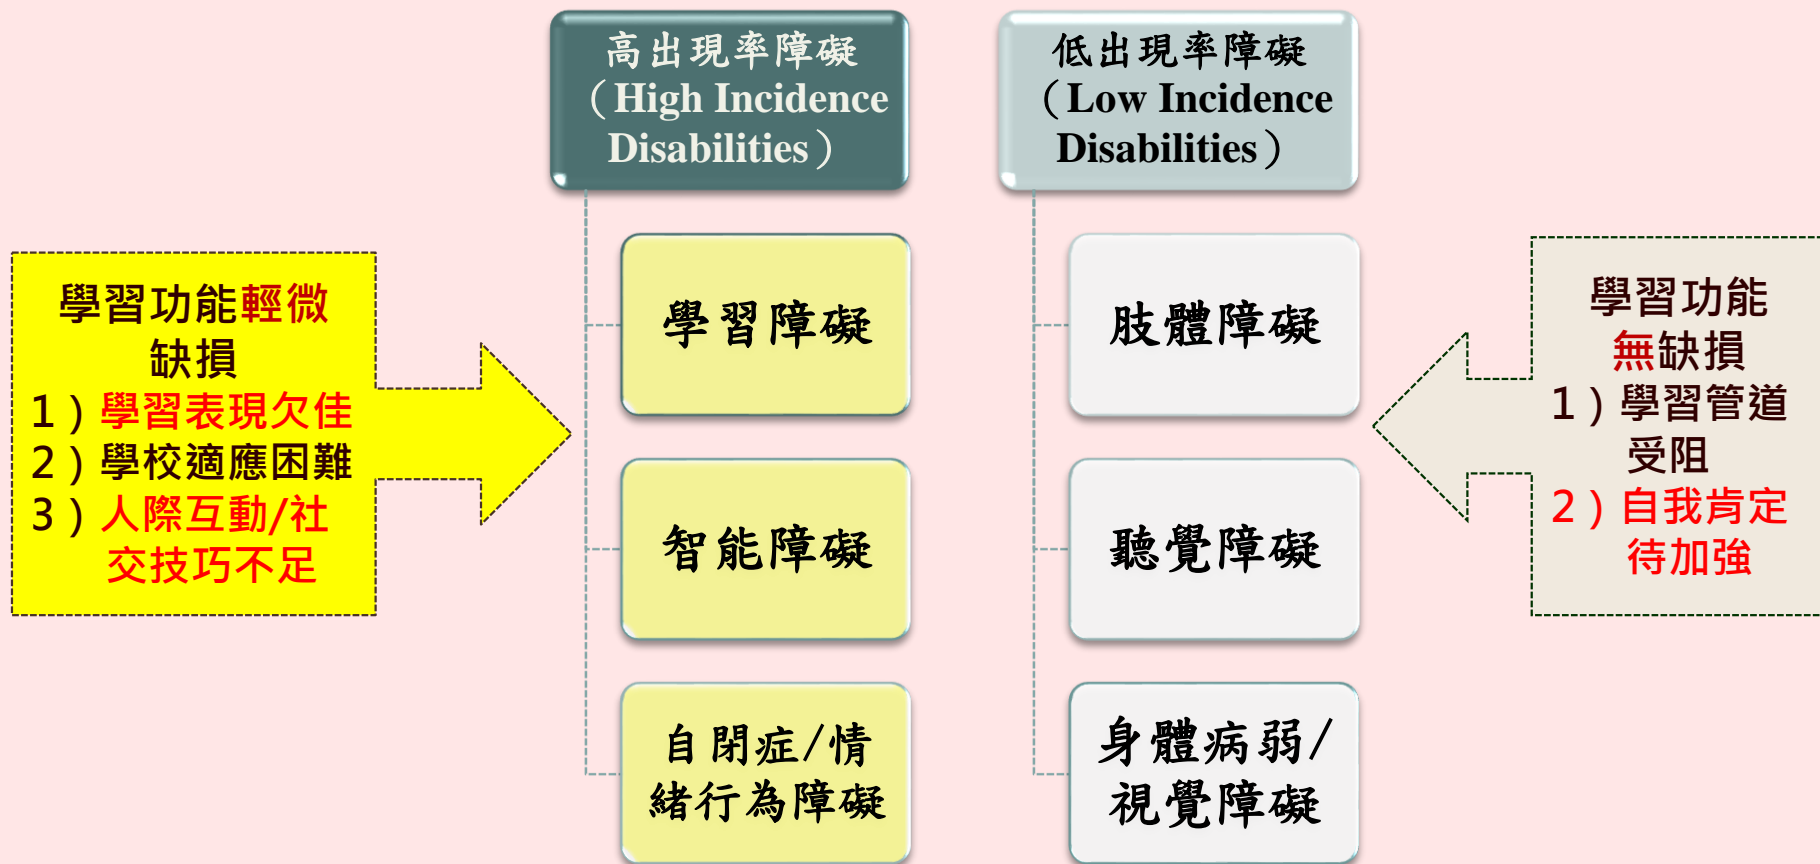 高出現率障礙
（High Incidence
Disabilities）
學習障礙
智能障礙
自閉症/情
緒行為障礙
低出現率障礙
（Low Incidence
Disabilities）
肢體障礙
聽覺障礙
身體病弱/
視覺障礙
學習功能輕微
缺損
1）學習表現欠佳
2）學校適應困難
3）人際互動/社
交技巧不足
學習功能
無缺損
1）學習管道
受阻
2）自我肯定
待加強